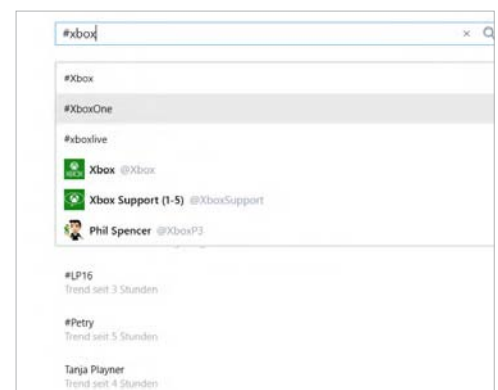 #xbox
#Xbox
#XboxOne
#xboxlive
XBOX Xbox @Xbox
Xbox Support (1-5) @XboxSupport
Phil Spencer @XboxP3
#LP16
Trend seit 3 Stunden
#Petry
Trend seit 5 Stunden
Tanja Playner
Trend seit 4 Stunden